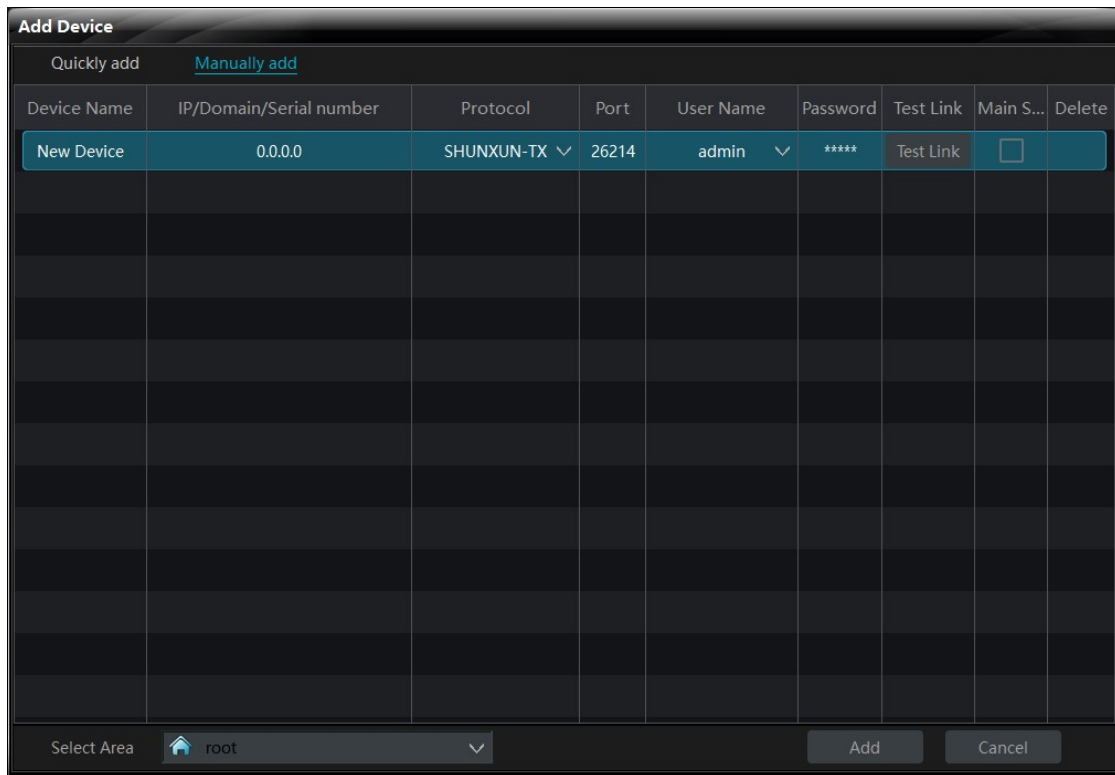 Add Device
Quickly add Manually add
Device Name IP/Domain/Serial number Protocol Port User Name Password Test Link Main S... Delete
New Device 0.0.0.0 SHUNXUN-TX 26214 admin ***** Test Link
Select Area root Add Cancel